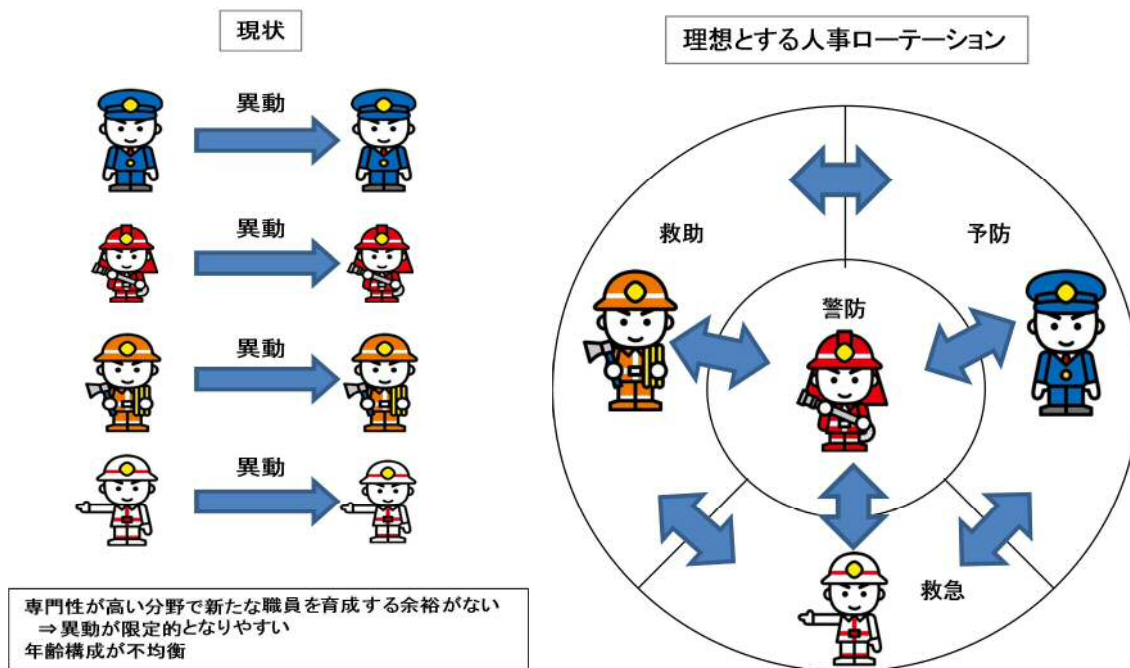 現状
異動
異動
異動
異動
専門性が高い分野で新たな職員を育成する余裕がない
⇒異動が限定的となりやすい
年齢構成が不均衡
理想とする人事ローテーション
救助
予防
警防
救急